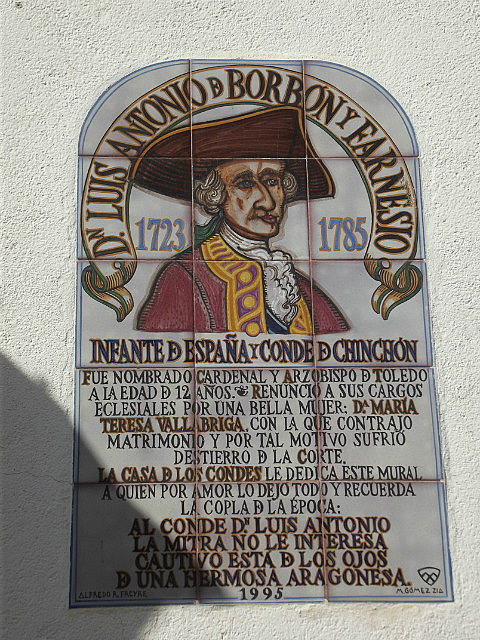 Dⁿ LUIS ANTONIO D BORBÓN Y FARNESIO
1723 1785
INFANTE D ESPAÑA Y CONDE D CHINCHÓN
FUE NOMBRADO CARDENAL Y ARZOBISPO D TOLEDO
A LA EDAD D 12 AÑOS. RENUNCIÓ A SUS CARGOS
ECLESIALES POR UNA BELLA MUJER: Dª MARÍA
TERESA VALLABRIGA, CON LA QUE CONTRAJO
MATRIMONIO Y POR TAL MOTIVO SUFRIÓ
DESTIERRO D LA CORTE.
LA CASA D LOS CONDES LE DEDICA ESTE MURAL
A QUIEN POR AMOR LO DEJO TODO Y RECUERDA
LA COPLA D LA ÉPOCA:
AL CONDE Dⁿ LUIS ANTONIO
LA MITRA NO LE INTERESA
CAUTIVO ESTÁ D LOS OJOS
D UNA HERMOSA ARAGONESA.
ALFREDO R. FREYRE 1995 M. GÓMEZ ZIA